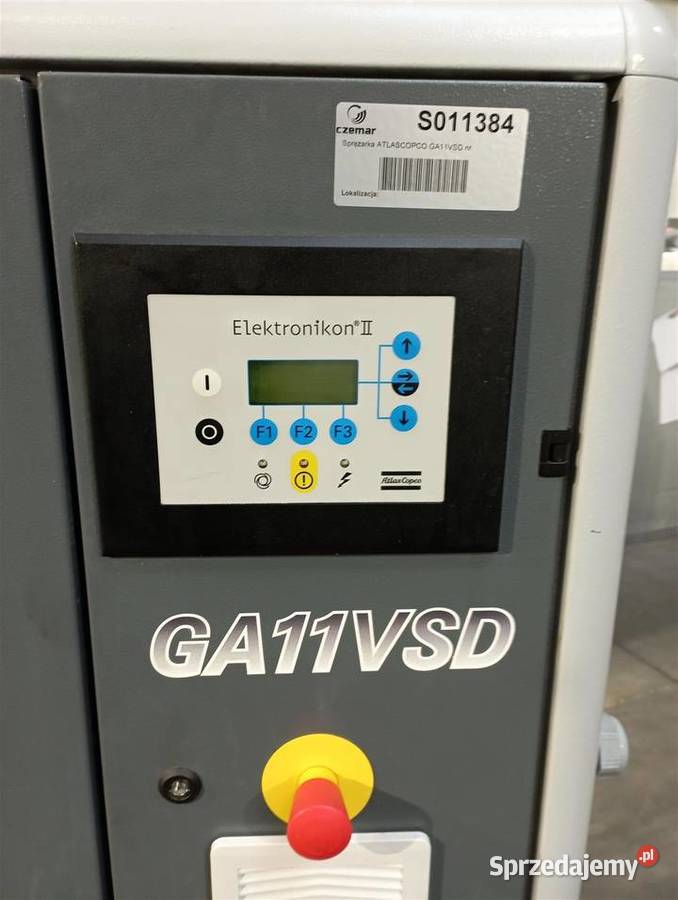 czemar
S011384
Sprężarka ATLASCOPCO GA11VSD nr
Lokalizacja:
Elektronikon® II
F1 F2 F3
Atlas Copco
GA11VSD
Sprzedajemy.pl